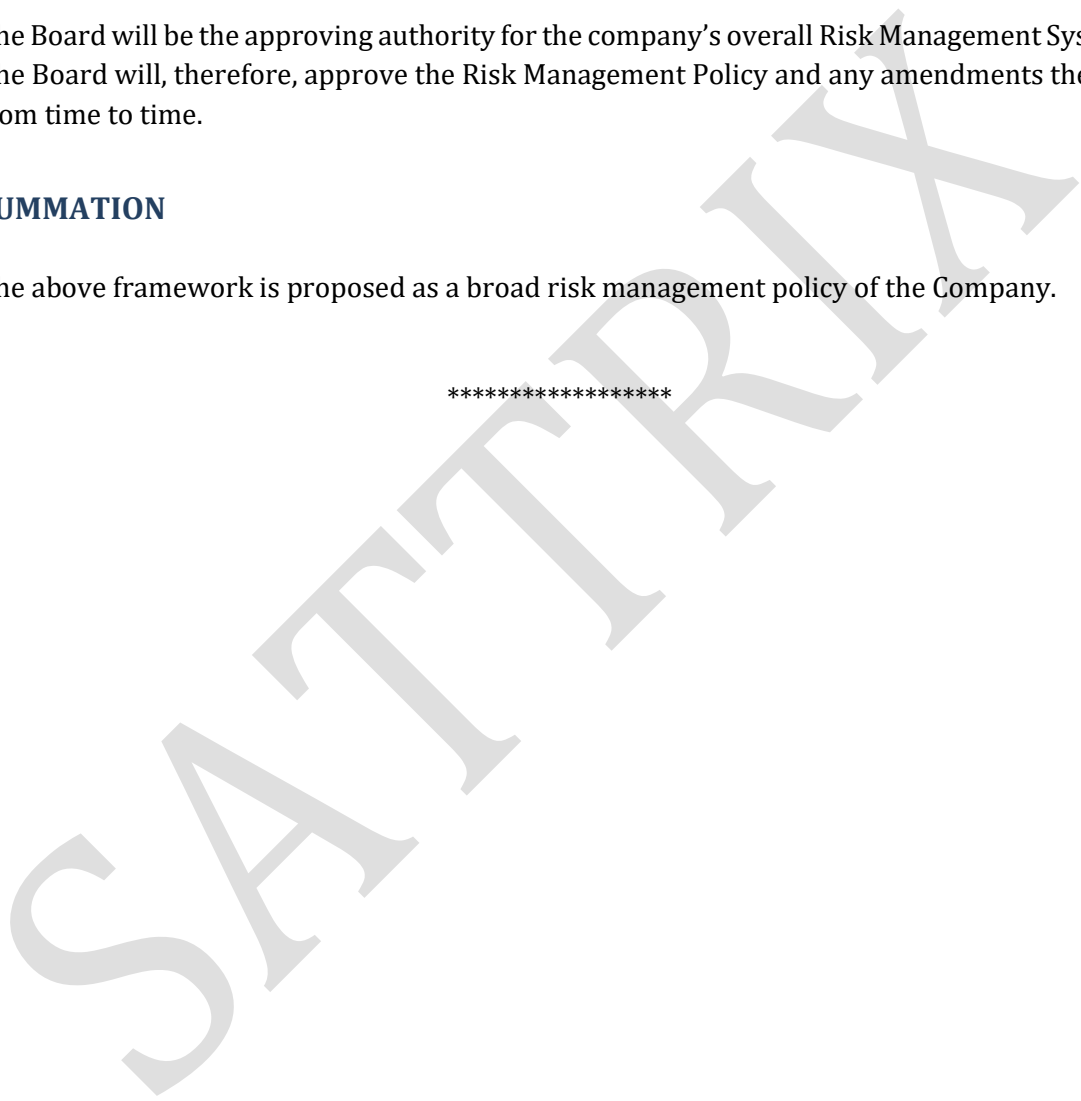 he Board will be the approving authority for the company's overall Risk Management Sys
he Board will, therefore, approve the Risk Management Policy and any amendments the
om time to time.
UMMATION
he above framework is proposed as a broad risk management policy of the Company.
******************
SATTRIX